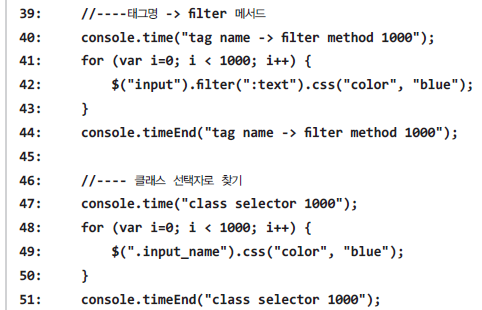 39:     //----태그명 -> filter 메서드
40:     console.time("tag name -> filter method 1000");
41:     for (var i=0; i < 1000; i++) {
42:         $("input").filter(":text").css("color", "blue");
43:     }
44:     console.timeEnd("tag name -> filter method 1000");
45:
46:     //---- 클래스 선택자로 찾기
47:     console.time("class selector 1000");
48:     for (var i=0; i < 1000; i++) {
49:         $(".input_name").css("color", "blue");
50:     }
51:     console.timeEnd("class selector 1000");